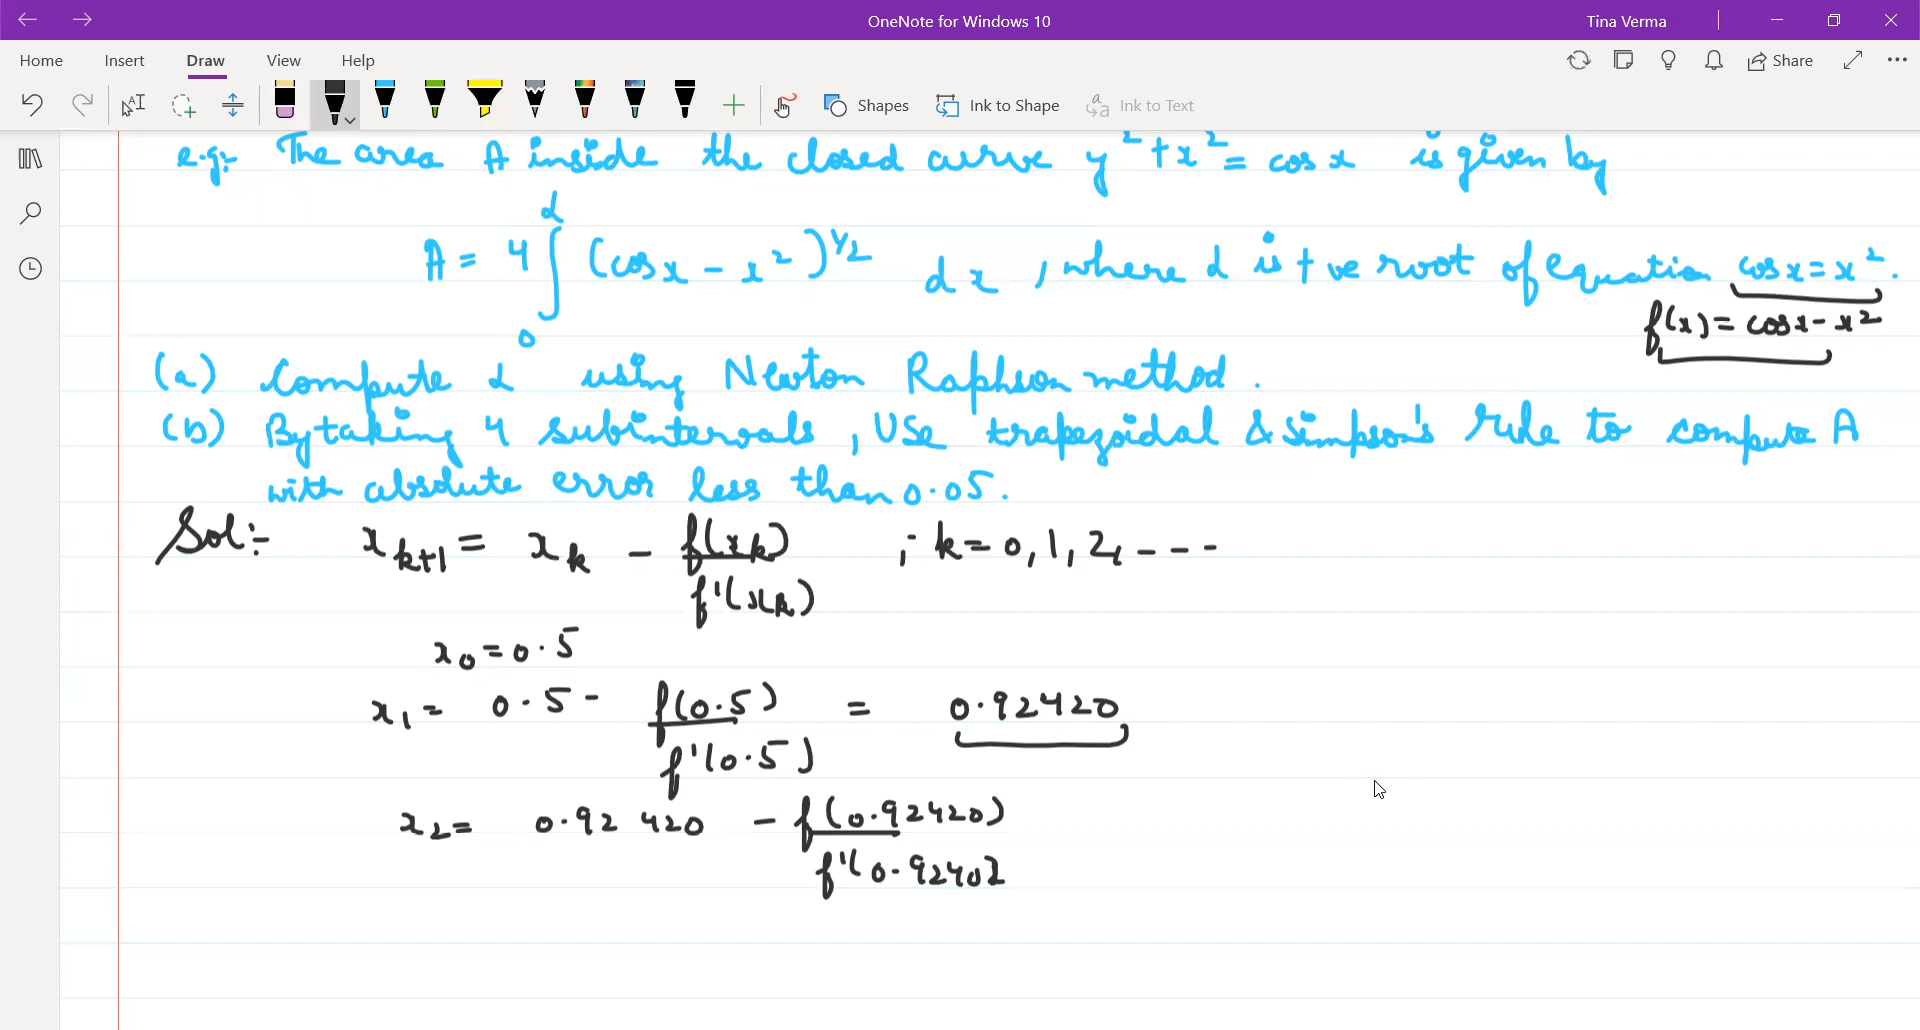 OneNote for Windows 10
Tina Verma
Home Insert Draw View Help
Share
Shapes Ink to Shape Ink to Text
e.g:- The area A inside the closed curve y² + x² = cos x is given by
A = 4 ∫₀^α (cos x - x²)^{1/2} dx , where α is +ve root of equation cos x = x².
f(x) = cos x - x²
(a) Compute α using Newton Raphson method.
(b) By taking 4 subintervals, Use trapezoidal & Simpson's rule to compute A
with absolute error less than 0.05.
Sol:- x_{k+1} = x_k - f(x_k)/f'(x_k) ; k = 0, 1, 2, ---
x₀ = 0.5
x₁ = 0.5 - f(0.5)/f'(0.5) = 0.92420
x₂ = 0.92420 - f(0.92420)/f'(0.9240)